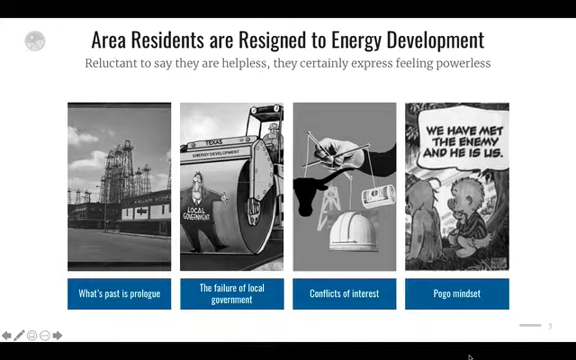 Area Residents are Resigned to Energy Development
Reluctant to say they are helpless, they certainly express feeling powerless
TEXAS
ENERGY DEVELOPMENT
LOCAL
GOVERNMENT
WE HAVE MET
THE ENEMY
AND HE IS US.
What's past is prologue
The failure of local
government
Conflicts of interest
Pogo mindset
3